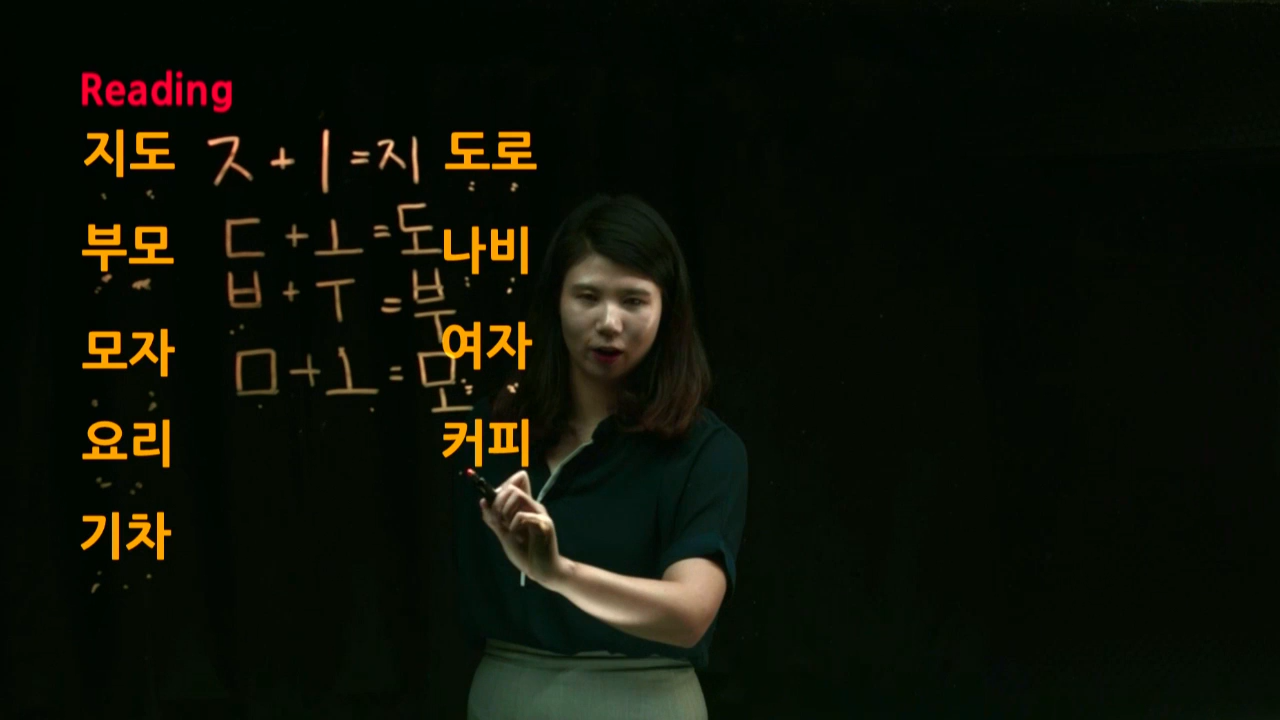 Reading
지도 ㅈ + ㅣ = 지 도로
ㄷ + ㅗ = 도
부모 나비
ㅂ + ㅜ = 부
모자 ㅁ + ㅗ = 모 여자
요리 커피
기차